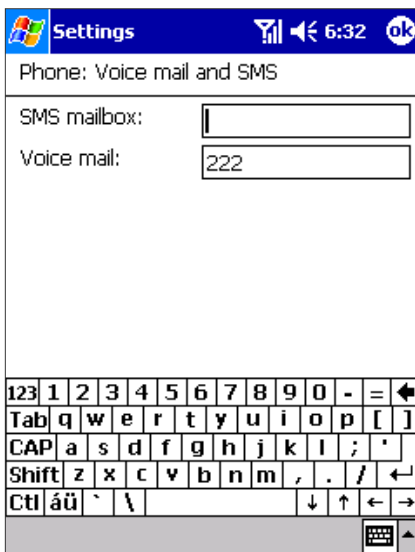 Settings 6:32 ok
Phone: Voice mail and SMS
SMS mailbox:
Voice mail: 222
123 1 2 3 4 5 6 7 8 9 0 - =
Tab q w e r t y u i o p [ ]
CAP a s d f g h j k l ; '
Shift z x c v b n m , . /
Ctl áü ` \